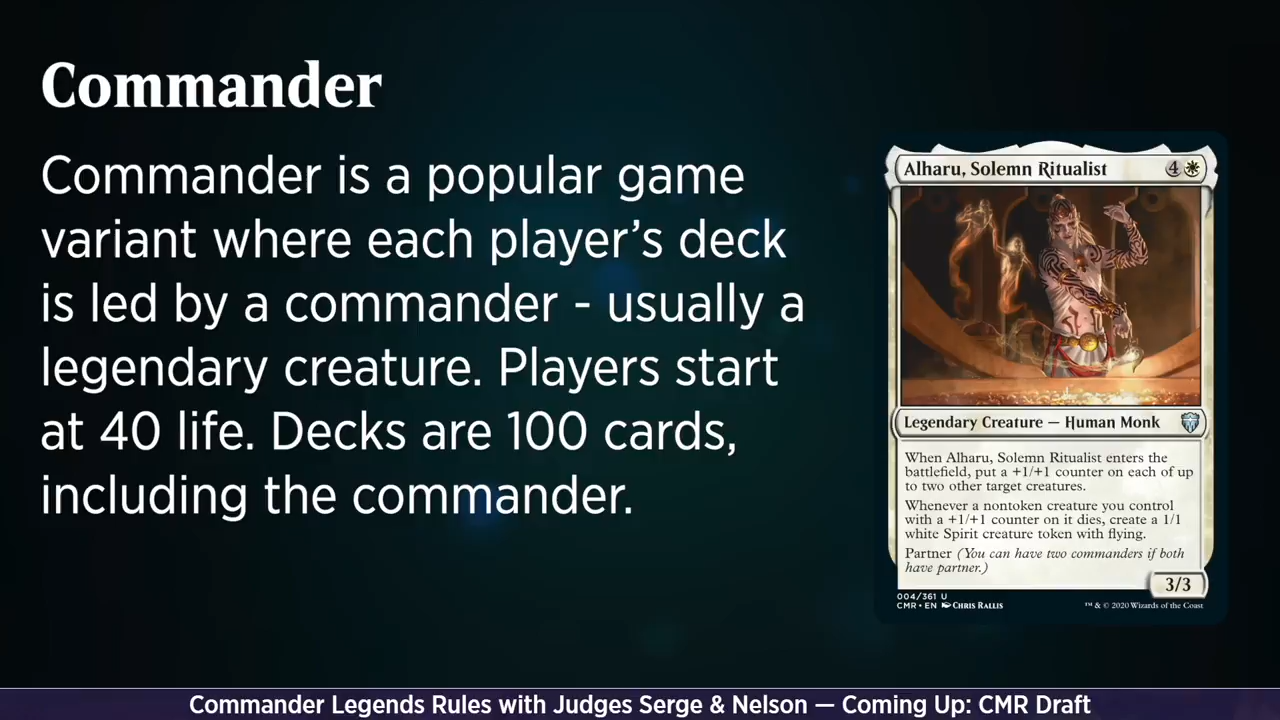 Commander
Commander is a popular game
variant where each player’s deck
is led by a commander - usually a
legendary creature. Players start
at 40 life. Decks are 100 cards,
including the commander.
Alharu, Solemn Ritualist
4
Legendary Creature — Human Monk
When Alharu, Solemn Ritualist enters the
battlefield, put a +1/+1 counter on each of up
to two other target creatures.
Whenever a nontoken creature you control
with a +1/+1 counter on it dies, create a 1/1
white Spirit creature token with flying.
Partner (You can have two commanders if both
have partner.)
3/3
004/361 U
CMR • EN Chris Rallis
™ & © 2020 Wizards of the Coast
Commander Legends Rules with Judges Serge & Nelson — Coming Up: CMR Draft